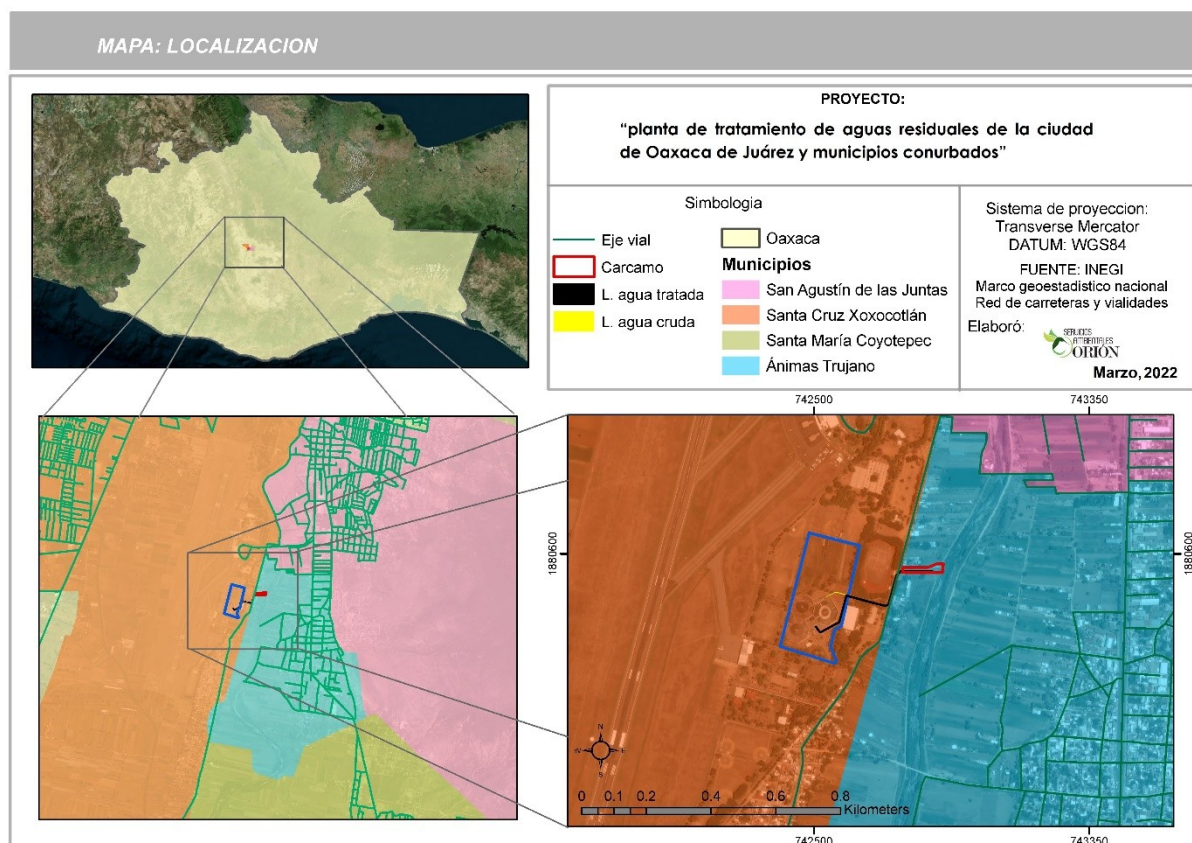 MAPA: LOCALIZACION
PROYECTO:
“planta de tratamiento de aguas residuales de la ciudad
de Oaxaca de Juárez y municipios conurbados”
Simbologia
Eje vial
Carcamo
L. agua tratada
L. agua cruda
Oaxaca
Municipios
San Agustín de las Juntas
Santa Cruz Xoxocotlán
Santa María Coyotepec
Ánimas Trujano
Sistema de proyeccion:
Transverse Mercator
DATUM: WGS84
FUENTE: INEGI
Marco geoestadistico nacional
Red de carreteras y vialidades
Elaboró:
SERVICIOS
AMBIENTALES
ORIÓN
Marzo, 2022
742500
743350
1880600
1880600
N
W
E
S
0 0.1 0.2 0.4 0.6 0.8
Kilometers
742500
743350